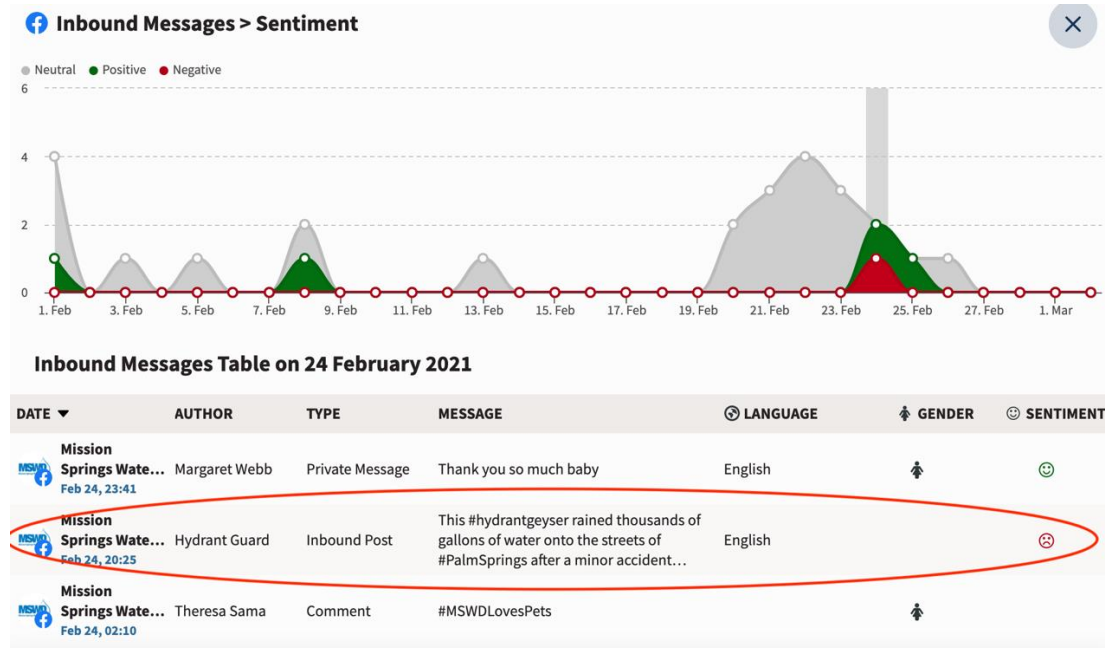 Inbound Messages > Sentiment
Neutral Positive Negative
6
4
2
0
1. Feb 3. Feb 5. Feb 7. Feb 9. Feb 11. Feb 13. Feb 15. Feb 17. Feb 19. Feb 21. Feb 23. Feb 25. Feb 27. Feb 1. Mar
Inbound Messages Table on 24 February 2021
DATE AUTHOR TYPE MESSAGE LANGUAGE GENDER SENTIMENT
Mission
MSWD Springs Wate... Margaret Webb Private Message Thank you so much baby English
Feb 24, 23:41
Mission This #hydrantgeyser rained thousands of
MSWD Springs Wate... Hydrant Guard Inbound Post gallons of water onto the streets of English
Feb 24, 20:25 #PalmSprings after a minor accident...
Mission
MSWD Springs Wate... Theresa Sama Comment #MSWDLovesPets
Feb 24, 02:10